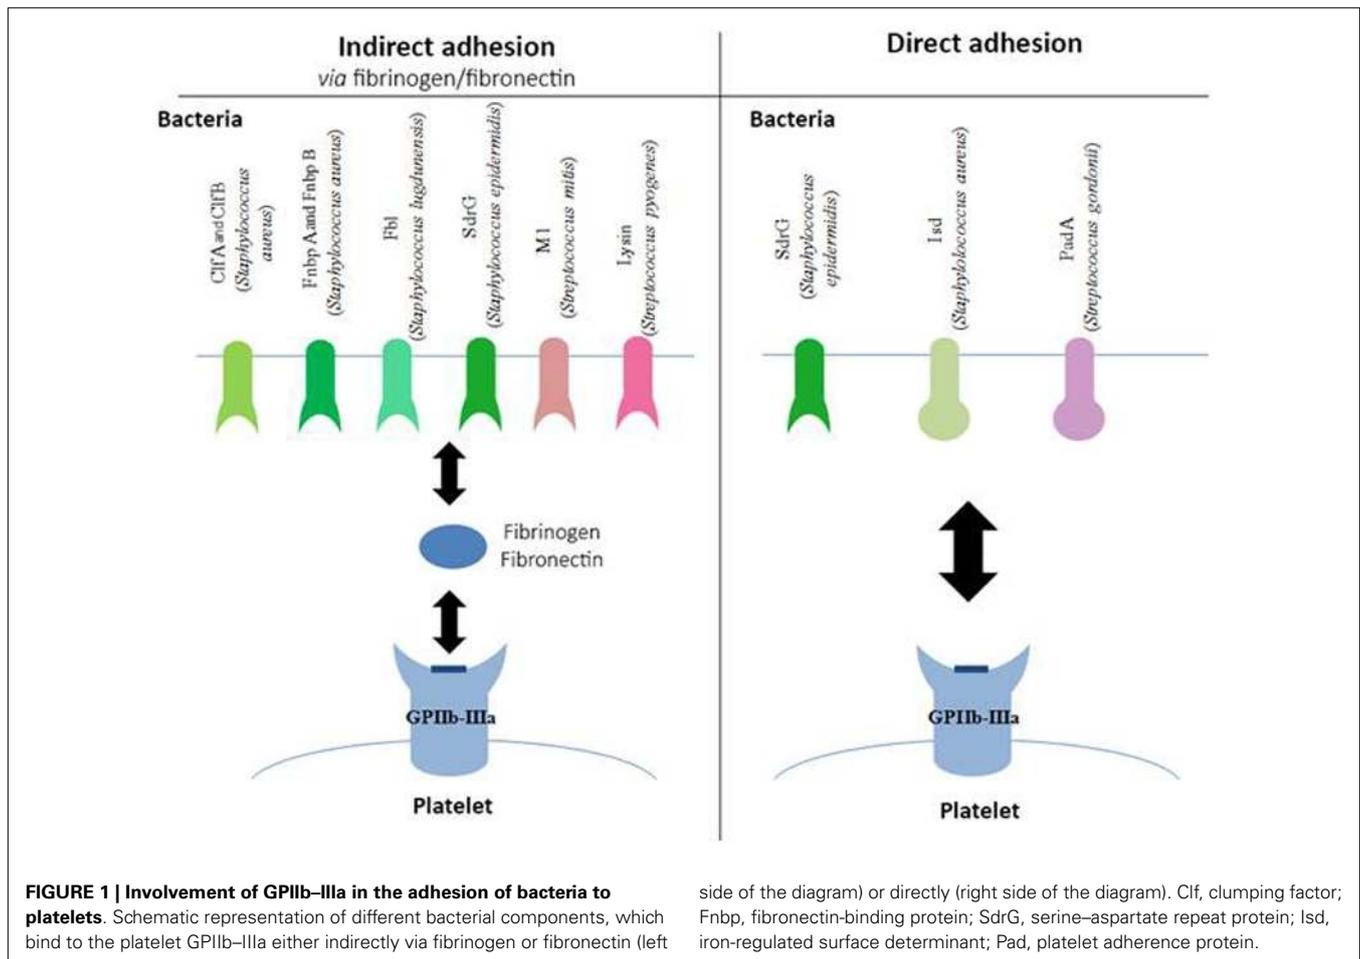 Indirect adhesion
via fibrinogen/fibronectin
Bacteria
ClfA and ClfB
(Staphylococcus
aureus)
Fnbp A and Fnbp B
(Staphylococcus aureus)
Fbl
(Staphylococcus lugdunensis)
SdrG
(Staphylococcus epidermidis)
M1
(Streptococcus mitis)
Lysin
(Streptococcus pyogenes)
Fibrinogen
Fibronectin
GPIIb-IIIa
Platelet
Direct adhesion
Bacteria
SdrG
(Staphylococcus
epidermidis)
Isd
(Staphylolococcus aureus)
PadA
(Streptococcus gordonii)
GPIIb-IIIa
Platelet
FIGURE 1 | Involvement of GPIIb–IIIa in the adhesion of bacteria to
platelets. Schematic representation of different bacterial components, which
bind to the platelet GPIIb–IIIa either indirectly via fibrinogen or fibronectin (left
side of the diagram) or directly (right side of the diagram). Clf, clumping factor;
Fnbp, fibronectin-binding protein; SdrG, serine–aspartate repeat protein; Isd,
iron-regulated surface determinant; Pad, platelet adherence protein.